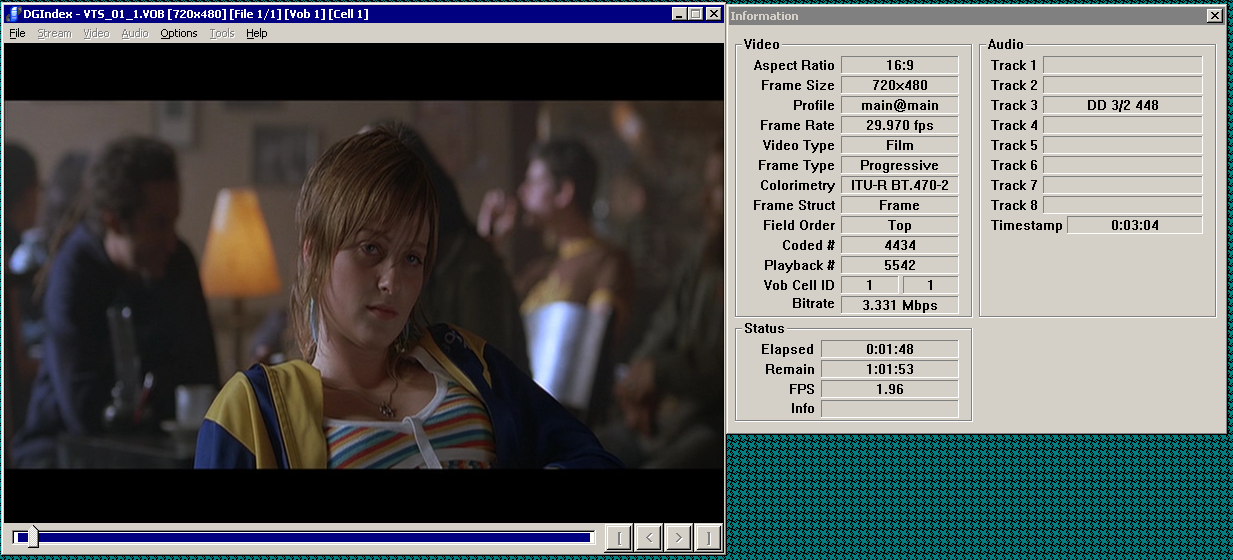 DGIndex - VTS_01_1.VOB [720x480] [File 1/1] [Vob 1] [Cell 1]
File Stream Video Audio Options Tools Help
[ < > ]
Information
Video
Aspect Ratio 16:9
Frame Size 720x480
Profile main@main
Frame Rate 29.970 fps
Video Type Film
Frame Type Progressive
Colorimetry ITU-R BT.470-2
Frame Struct Frame
Field Order Top
Coded # 4434
Playback # 5542
Vob Cell ID 1 1
Bitrate 3.331 Mbps
Status
Elapsed 0:01:48
Remain 1:01:53
FPS 1.96
Info
Audio
Track 1
Track 2
Track 3 DD 3/2 448
Track 4
Track 5
Track 6
Track 7
Track 8
Timestamp 0:03:04